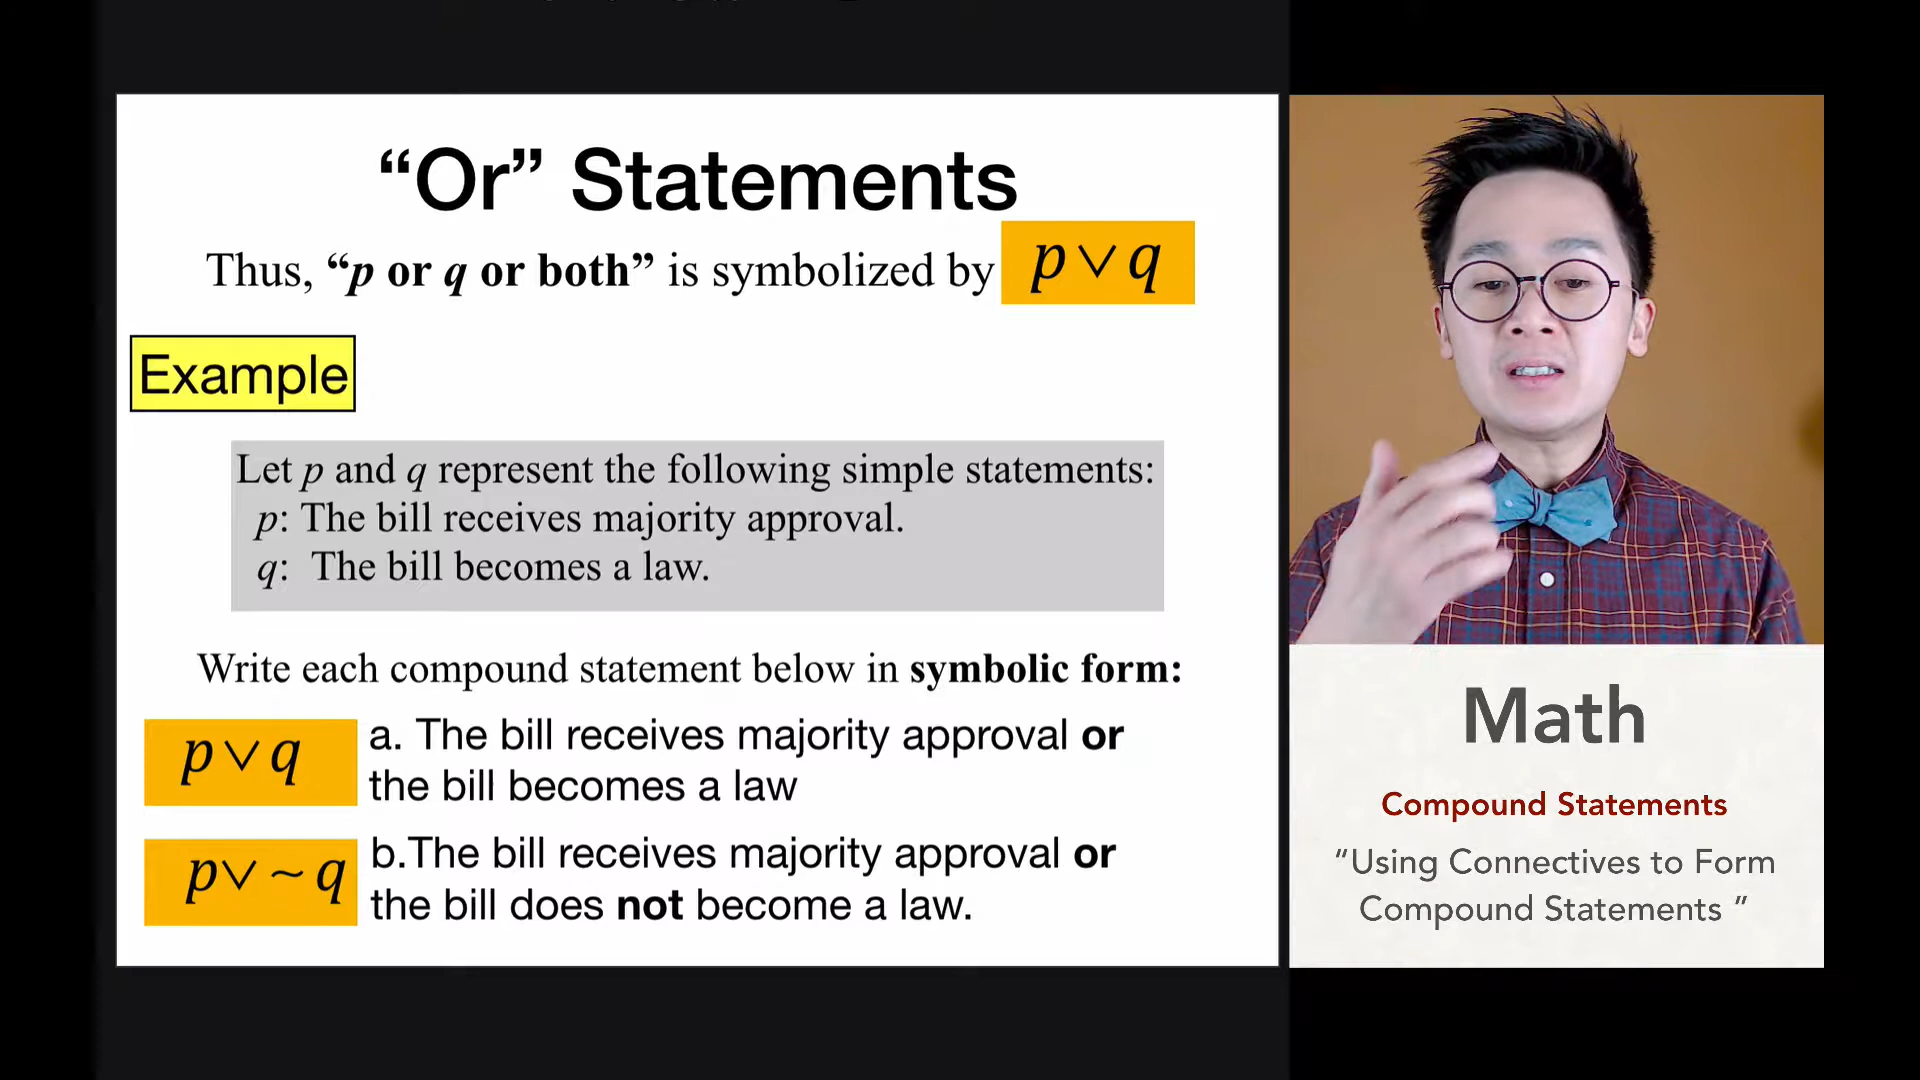 “Or” Statements
Thus, “p or q or both” is symbolized by p ∨ q
Example
Let p and q represent the following simple statements:
p: The bill receives majority approval.
q: The bill becomes a law.
Write each compound statement below in symbolic form:
p ∨ q
a. The bill receives majority approval or
the bill becomes a law
p ∨ ~ q
b.The bill receives majority approval or
the bill does not become a law.
Math
Compound Statements
“Using Connectives to Form
Compound Statements ”